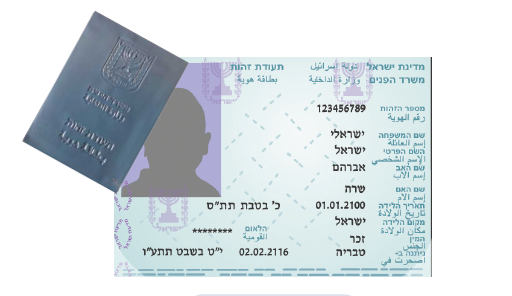 מדינת ישראל دولة اسرائيل תעודת זהות
משרד הפנים وزارة الداخلية بطاقة هوية
מספר הזהות 123456789
رقم الهوية
שם המשפחה ישראלי
إسم العائلة
השם הפרטי ישראל
الاسم الشخصي
שם האב אברהם
إسم الأب
שם האם שרה
إسم الام
תאריך הלידה 01.01.2100 כ' בטבת תת"ס
تاريخ الولادة
מקום הלידה ישראל
مكان الولادة
הלאום ********
القومية
המין זכר
الجنس
ניתנה ב- טבריה 02.02.2116 י"ט בשבט תתע"ו
اصدرت في